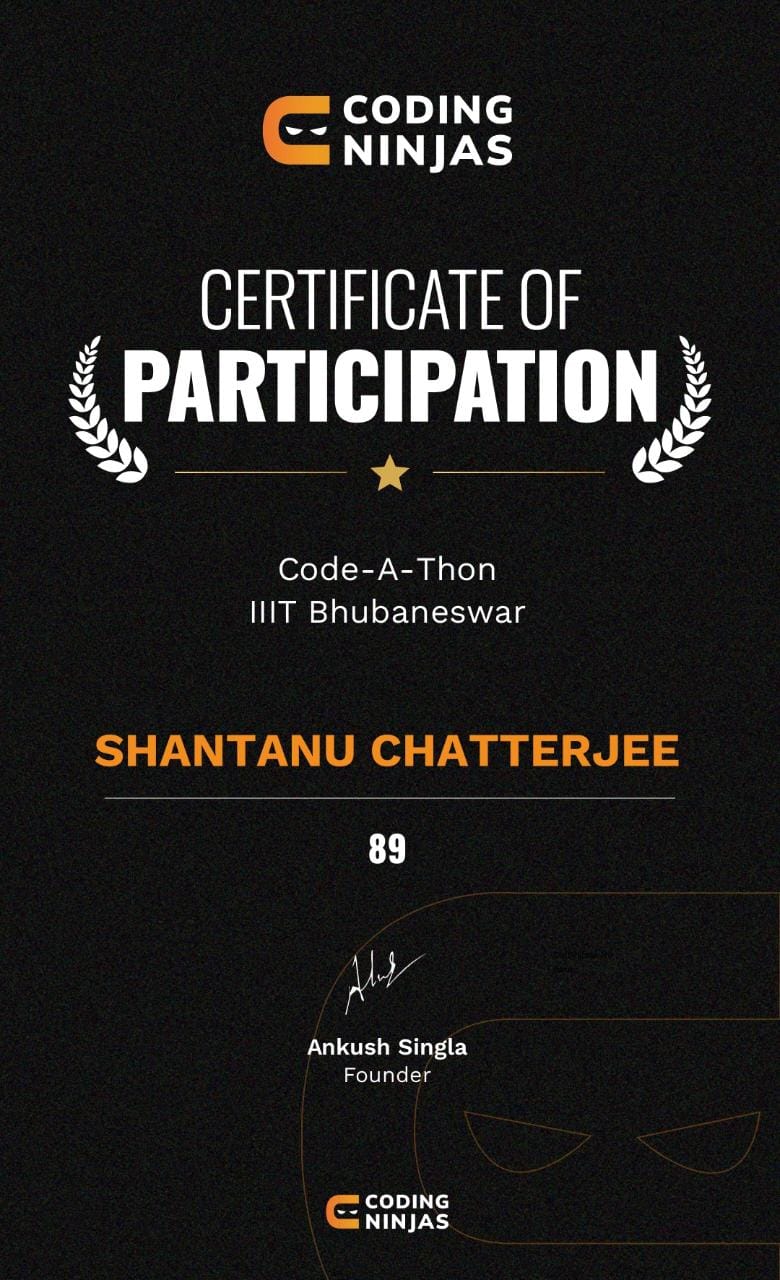 CODING
NINJAS
CERTIFICATE OF
PARTICIPATION
Code-A-Thon
IIIT Bhubaneswar
SHANTANU CHATTERJEE
89
Ankush Singla
Founder
CODING
NINJAS